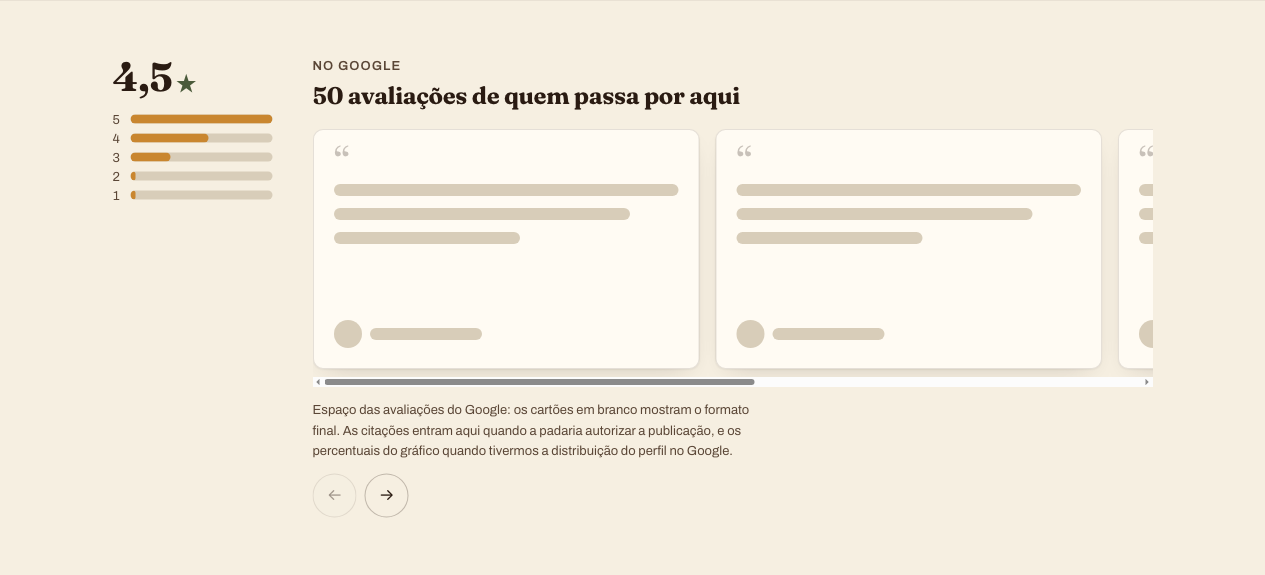 4,5★
5
4
3
2
1
NO GOOGLE
50 avaliações de quem passa por aqui
“
“
“
Espaço das avaliações do Google: os cartões em branco mostram o formato
final. As citações entram aqui quando a padaria autorizar a publicação, e os
percentuais do gráfico quando tivermos a distribuição do perfil no Google.
← →